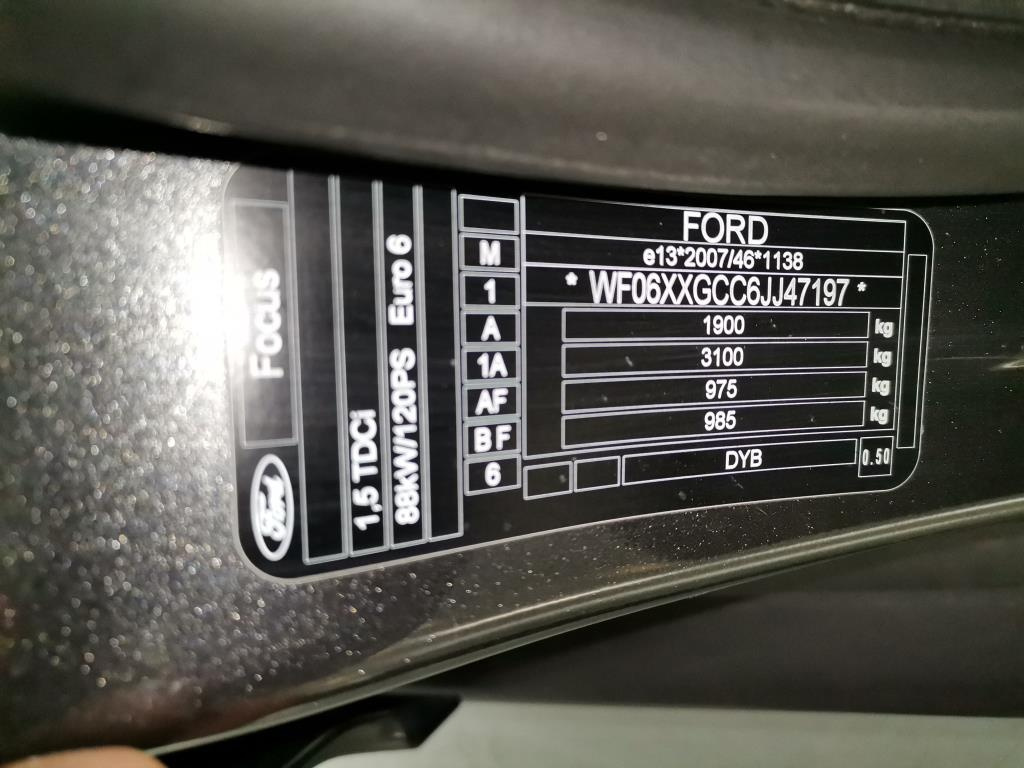 Ford
Focus
1,5 TDCi
88kW/120PS Euro 6
FORD
M e13*2007/46*1138
1 * WF06XXGCC6JJ47197 *
A 1900 kg
1A 3100 kg
AF 975 kg
BF 985 kg
6 DYB 0.50